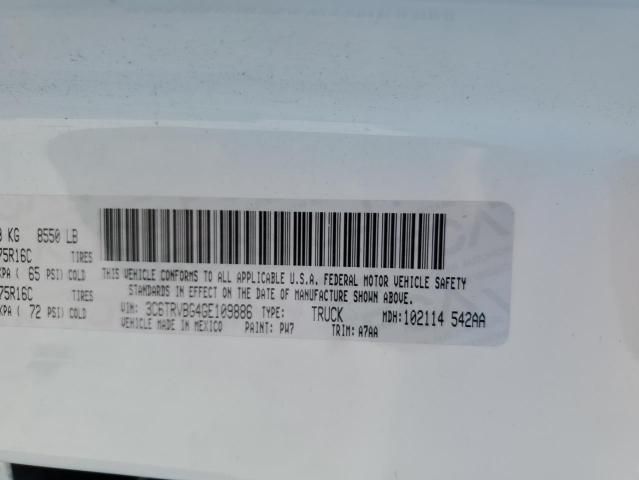 KG 8550 LB
75R16C TIRES
KPA ( 65 PSI) COLD
75R16C TIRES
KPA ( 72 PSI) COLD
THIS VEHICLE CONFORMS TO ALL APPLICABLE U.S.A. FEDERAL MOTOR VEHICLE SAFETY
STANDARDS IN EFFECT ON THE DATE OF MANUFACTURE SHOWN ABOVE.
VIN: 3C6TRVBG4GE109886 TYPE: TRUCK MDH: 102114 542AA
VEHICLE MADE IN MEXICO PAINT: PW7 TRIM: A7AA